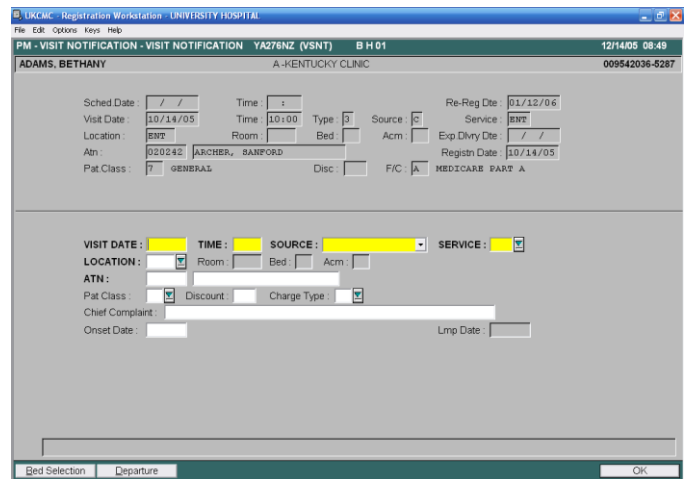 UKCMC - Registration Workstation - UNIVERSITY HOSPITAL
File Edit Options Keys Help
PM - VISIT NOTIFICATION - VISIT NOTIFICATION YA276NZ (VSNT) B H 01 12/14/05 08:49
ADAMS, BETHANY A -KENTUCKY CLINIC 009542036-5287
Sched.Date : / / Time : : Re-Reg Dte : 01/12/06
Visit Date : 10/14/05 Time : 10:00 Type : 3 Source : C Service : ENT
Location : ENT Room : Bed : Acm : Exp.Dlvry Dte : / /
Atn : 020242 ARCHER, SANFORD Registn Date : 10/14/05
Pat.Class : 7 GENERAL Disc : F/C : A MEDICARE PART A
VISIT DATE : TIME : SOURCE : SERVICE :
LOCATION : Room : Bed : Acm :
ATN :
Pat Class : Discount : Charge Type :
Chief Complaint :
Onset Date : Lmp Date :
Bed Selection Departure OK